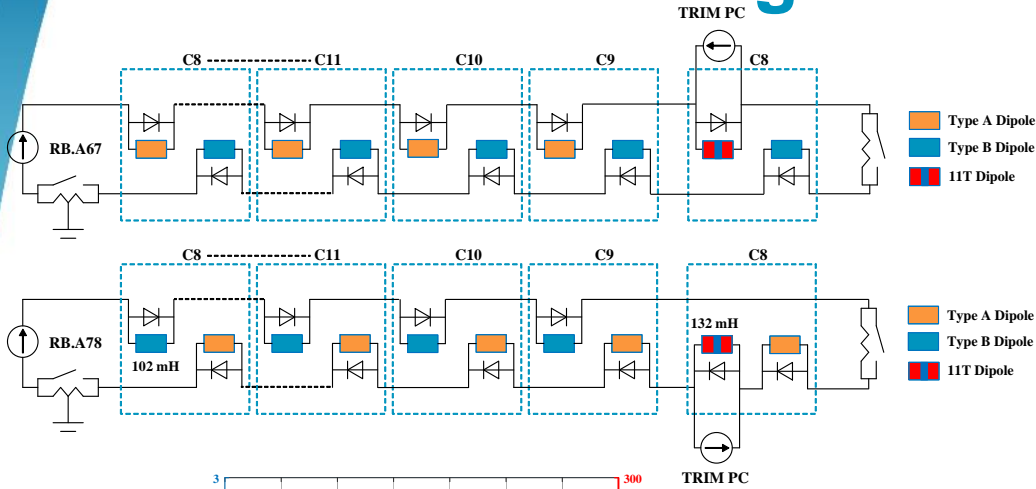 g
TRIM PC
C8 C11 C10 C9 C8
RB.A67
Type A Dipole
Type B Dipole
11T Dipole
C8 C11 C10 C9 C8
RB.A78
102 mH
132 mH
Type A Dipole
Type B Dipole
11T Dipole
TRIM PC
3 300